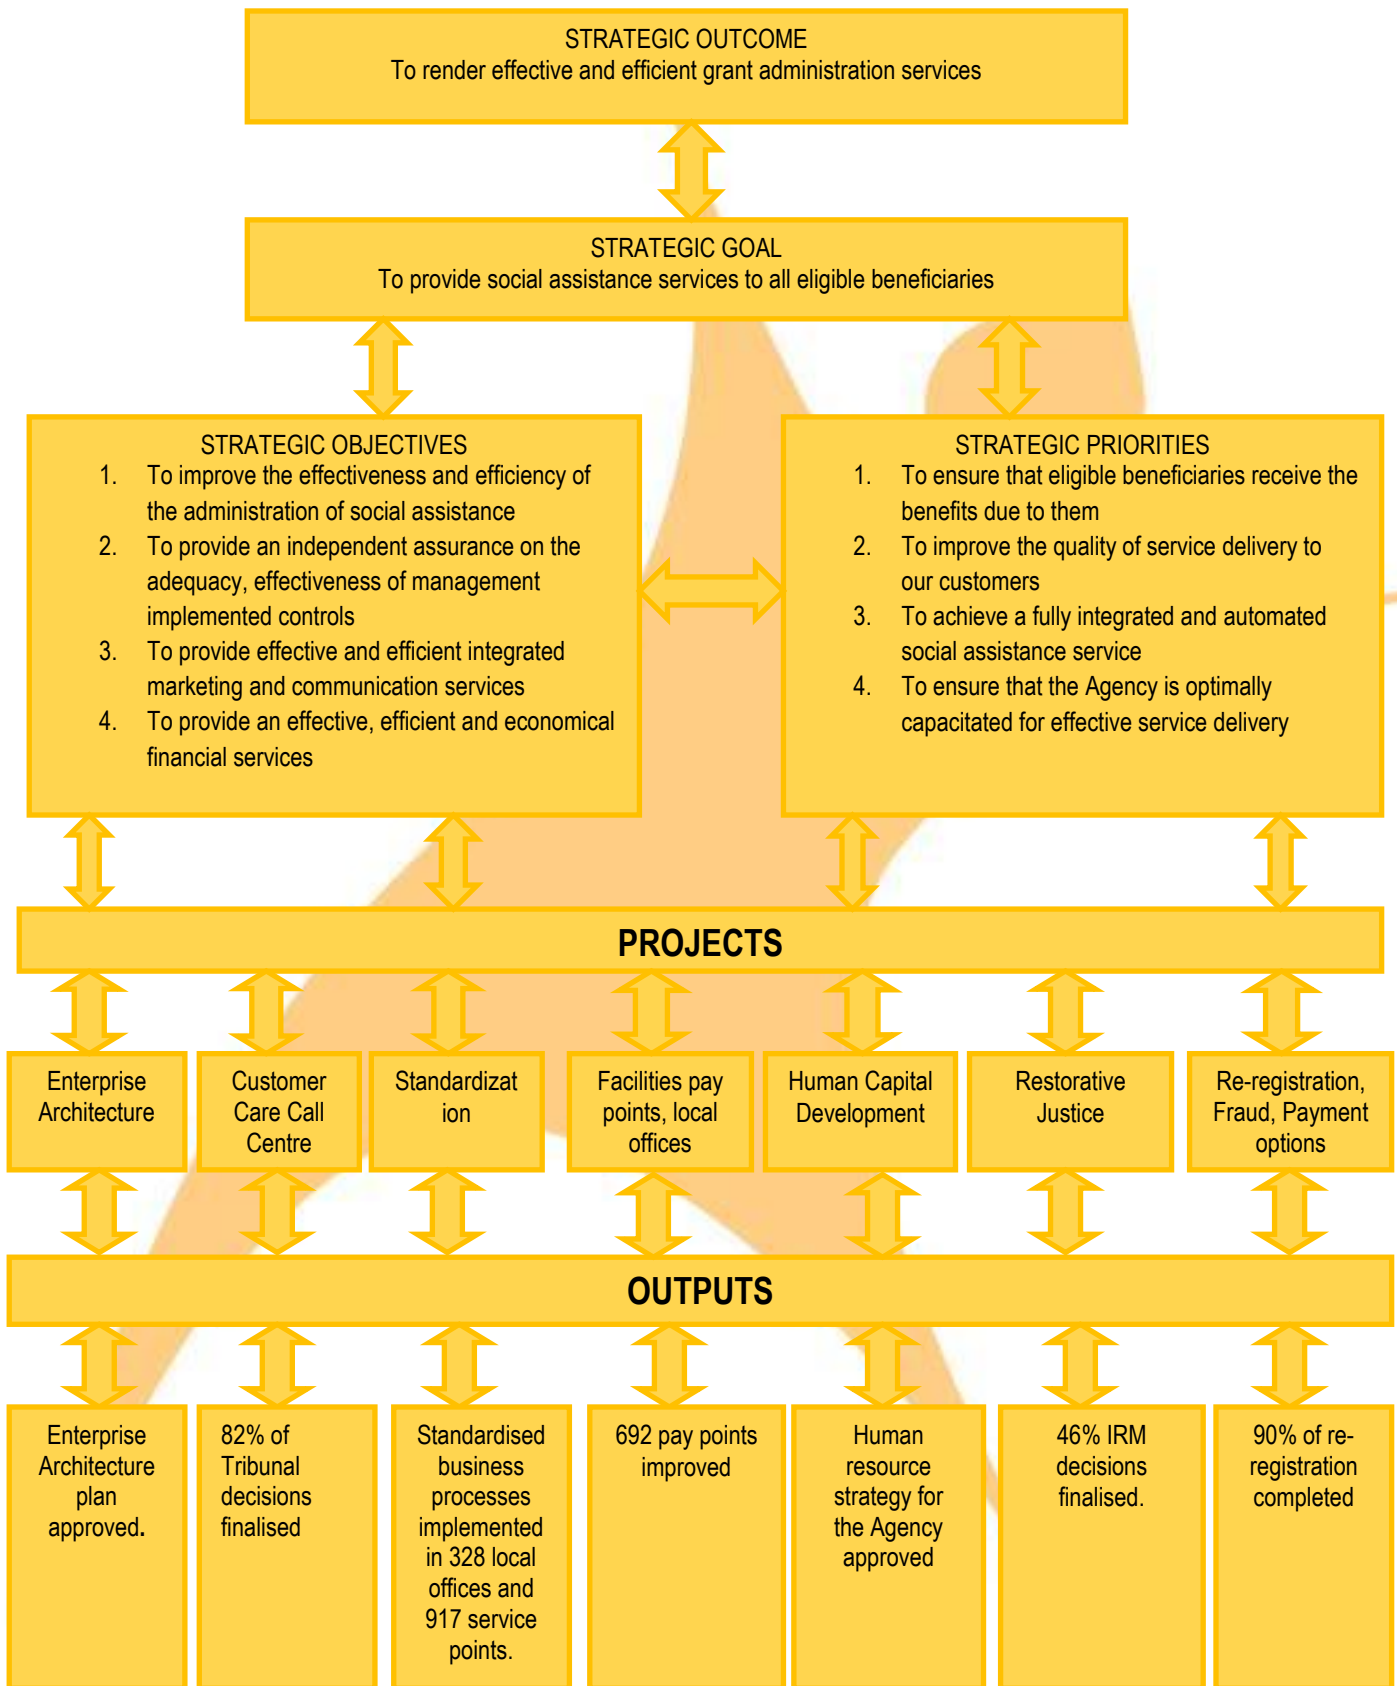 STRATEGIC OUTCOME
To render effective and efficient grant administration services
STRATEGIC GOAL
To provide social assistance services to all eligible beneficiaries
STRATEGIC OBJECTIVES
1. To improve the effectiveness and efficiency of
the administration of social assistance
2. To provide an independent assurance on the
adequacy, effectiveness of management
implemented controls
3. To provide effective and efficient integrated
marketing and communication services
4. To provide an effective, efficient and economical
financial services
STRATEGIC PRIORITIES
1. To ensure that eligible beneficiaries receive the
benefits due to them
2. To improve the quality of service delivery to
our customers
3. To achieve a fully integrated and automated
social assistance service
4. To ensure that the Agency is optimally
capacitated for effective service delivery
PROJECTS
Enterprise
Architecture
Customer
Care Call
Centre
Standardizat
ion
Facilities pay
points, local
offices
Human Capital
Development
Restorative
Justice
Re-registration,
Fraud, Payment
options
OUTPUTS
Enterprise
Architecture
plan
approved.
82% of
Tribunal
decisions
finalised
Standardised
business
processes
implemented
in 328 local
offices and
917 service
points.
692 pay points
improved
Human
resource
strategy for
the Agency
approved
46% IRM
decisions
finalised.
90% of re-
registration
completed